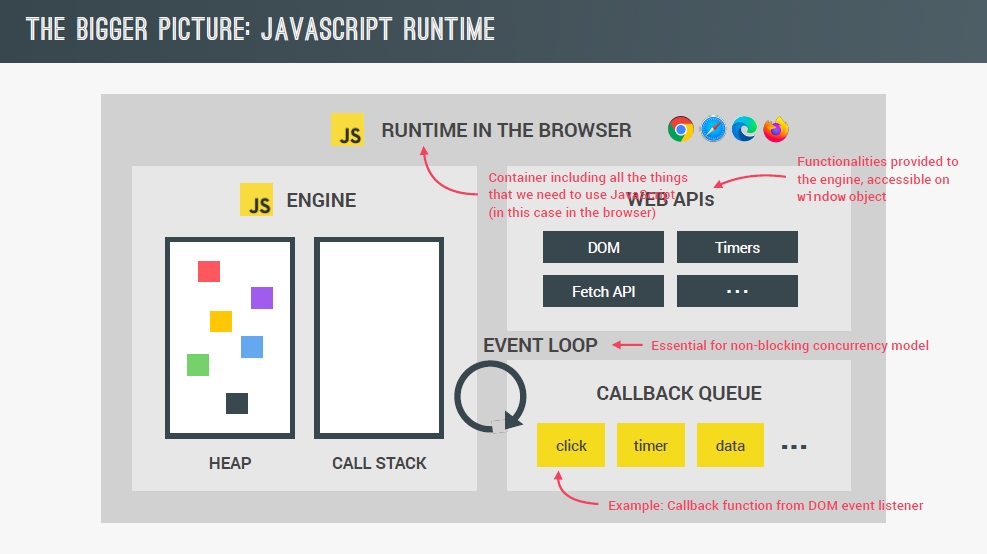 THE BIGGER PICTURE: JAVASCRIPT RUNTIME
JS
RUNTIME IN THE BROWSER
Container including all the things
that we need to use JavaScript
(in this case in the browser)
Functionalities provided to
the engine, accessible on
window object
JS
ENGINE
HEAP
CALL STACK
WEB APIs
DOM
Timers
Fetch API
...
EVENT LOOP
Essential for non-blocking concurrency model
CALLBACK QUEUE
click
timer
data
...
Example: Callback function from DOM event listener